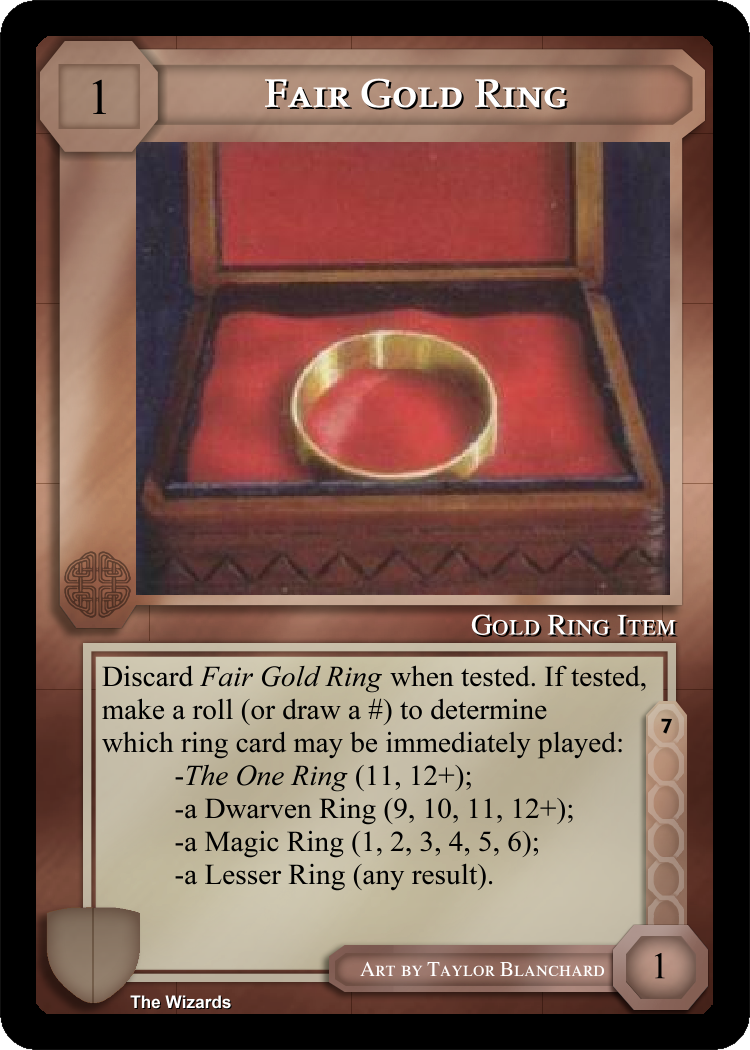 1
Fair Gold Ring
Gold Ring Item
Discard Fair Gold Ring when tested. If tested,
make a roll (or draw a #) to determine
which ring card may be immediately played:
-The One Ring (11, 12+);
-a Dwarven Ring (9, 10, 11, 12+);
-a Magic Ring (1, 2, 3, 4, 5, 6);
-a Lesser Ring (any result).
7
Art by Taylor Blanchard
1
The Wizards